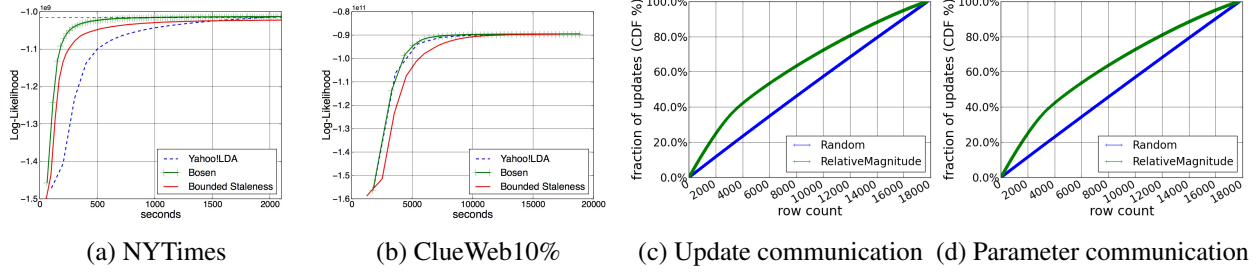 1e9
−1.0
−1.1
−1.2
−1.3
−1.4
−1.5
Log-Likelihood
0 500 1000 1500 2000
seconds
Yahoo!LDA
Bosen
Bounded Staleness
(a) NYTimes
1e11
−0.8
−0.9
−1.0
−1.1
−1.2
−1.3
−1.4
−1.5
−1.6
Log-Likelihood
0 5000 10000 15000 20000
seconds
Yahoo!LDA
Bosen
Bounded Staleness
(b) ClueWeb10%
100.0%
80.0%
60.0%
40.0%
20.0%
0.0%
fraction of updates (CDF %)
0 2000 4000 6000 8000 10000 12000 14000 16000 18000
row count
Random
RelativeMagnitude
(c) Update communication
100.0%
80.0%
60.0%
40.0%
20.0%
0.0%
fraction of updates (CDF %)
0 2000 4000 6000 8000 10000 12000 14000 16000 18000
row count
Random
RelativeMagnitude
(d) Parameter communication